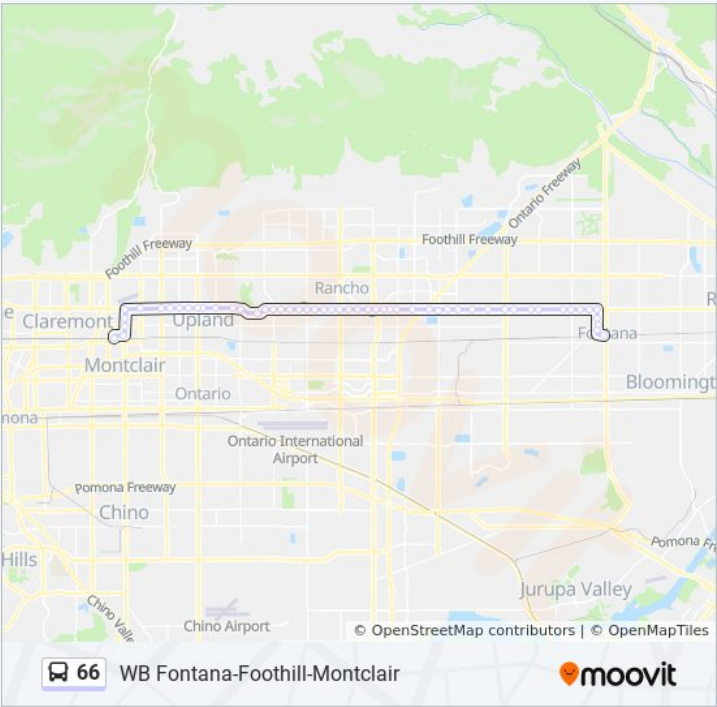 Ontario Freeway
Foothill Freeway
Foothill Freeway
Rancho
Claremont
Upland
Fontana
Montclair
Bloomingt
Ontario
mona
Ontario International
Airport
Pomona Freeway
Chino
Pomona Fr
Hills
Jurupa Valley
Chino Valle
Chino Airport
© OpenStreetMap contributors | © OpenMapTiles
66 WB Fontana-Foothill-Montclair
moovit